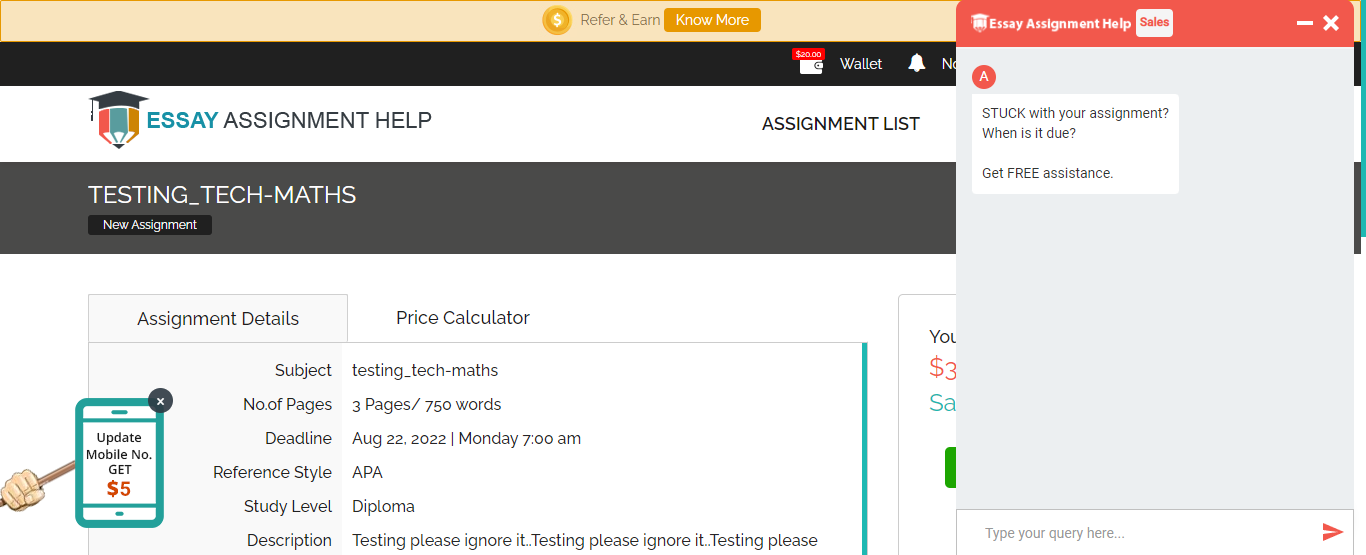 Refer & Earn Know More
$20.00
Wallet
ESSAY ASSIGNMENT HELP
ASSIGNMENT LIST
TESTING_TECH-MATHS
New Assignment
Assignment Details
Price Calculator
Subject testing_tech-maths
No.of Pages 3 Pages/ 750 words
Deadline Aug 22, 2022 | Monday 7:00 am
Reference Style APA
Study Level Diploma
Description Testing please ignore it..Testing please ignore it..Testing please
Update
Mobile No.
GET
$5
Essay Assignment Help Sales
A
STUCK with your assignment?
When is it due?
Get FREE assistance.
Type your query here...